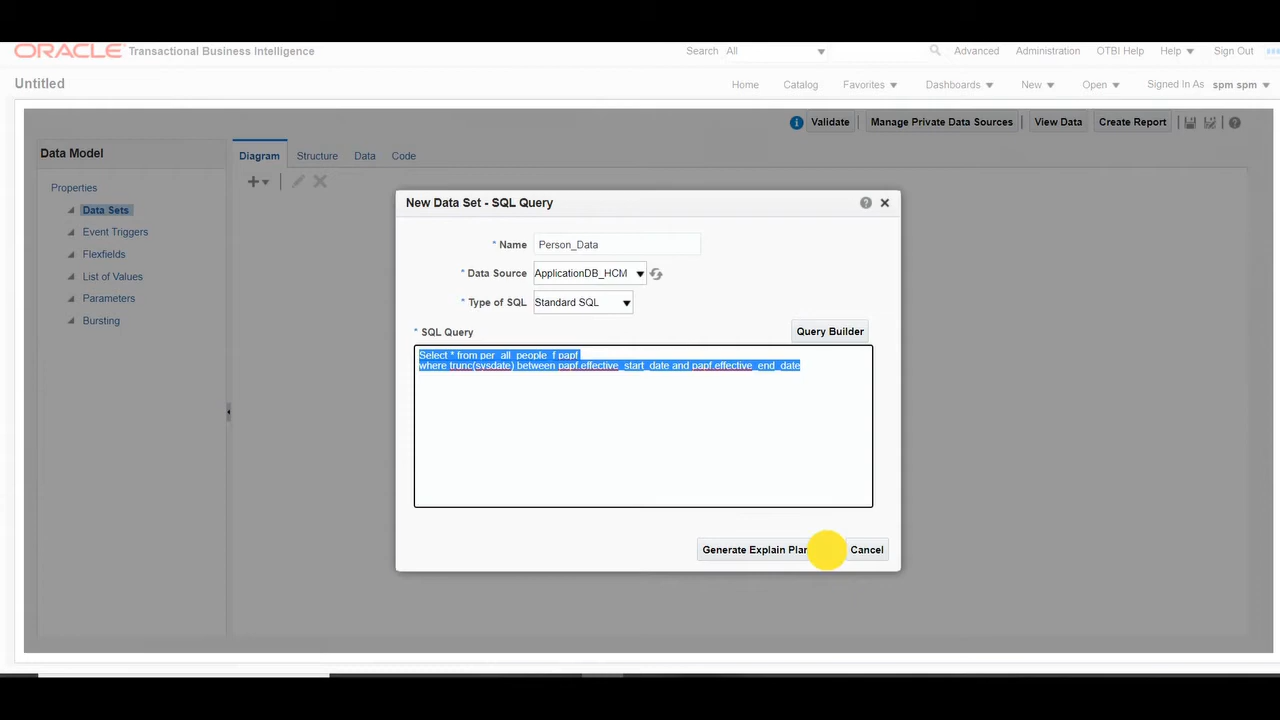 ORACLE Transactional Business Intelligence Search All Advanced Administration OTBI Help Help Sign Out
Untitled Home Catalog Favorites Dashboards New Open Signed In As spm spm
Validate Manage Private Data Sources View Data Create Report
Data Model
Diagram Structure Data Code
Properties
Data Sets
Event Triggers
Flexfields
List of Values
Parameters
Bursting
New Data Set - SQL Query
* Name Person_Data
* Data Source ApplicationDB_HCM
* Type of SQL Standard SQL
* SQL Query Query Builder
Select * from per_all_people_f papf
where trunc(sysdate) between papf.effective_start_date and papf.effective_end_date
Generate Explain Plan Cancel